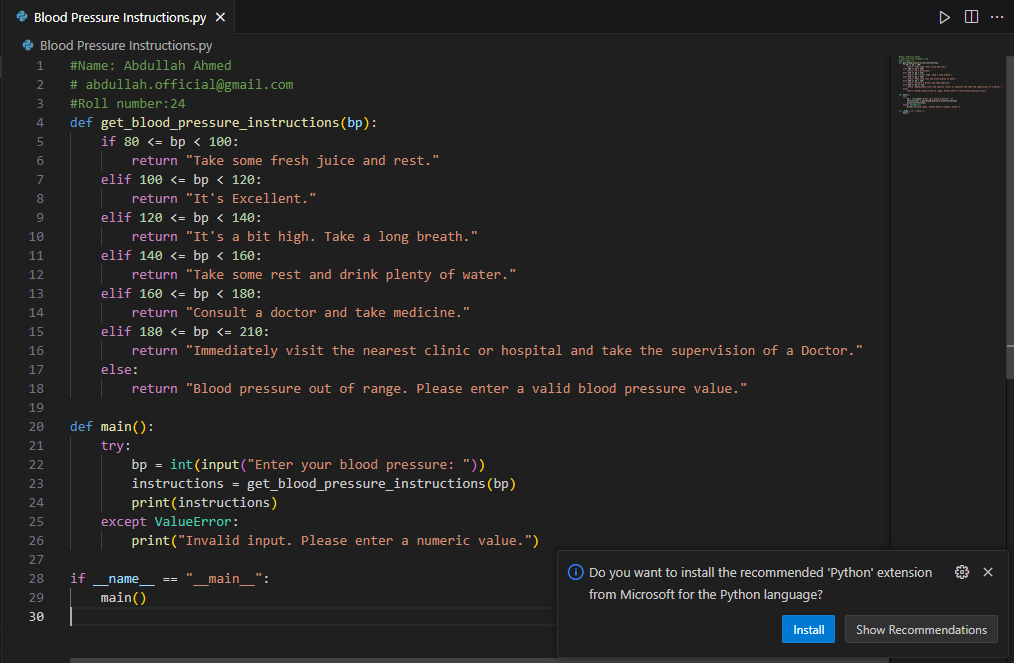 Blood Pressure Instructions.py
Blood Pressure Instructions.py
1 #Name: Abdullah Ahmed
2 # abdullah.official@gmail.com
3 #Roll number:24
4 def get_blood_pressure_instructions(bp):
5     if 80 <= bp < 100:
6         return "Take some fresh juice and rest."
7     elif 100 <= bp < 120:
8         return "It's Excellent."
9     elif 120 <= bp < 140:
10         return "It's a bit high. Take a long breath."
11     elif 140 <= bp < 160:
12         return "Take some rest and drink plenty of water."
13     elif 160 <= bp < 180:
14         return "Consult a doctor and take medicine."
15     elif 180 <= bp <= 210:
16         return "Immediately visit the nearest clinic or hospital and take the supervision of a Doctor."
17     else:
18         return "Blood pressure out of range. Please enter a valid blood pressure value."
19
20 def main():
21     try:
22         bp = int(input("Enter your blood pressure: "))
23         instructions = get_blood_pressure_instructions(bp)
24         print(instructions)
25     except ValueError:
26         print("Invalid input. Please enter a numeric value.")
27
28 if __name__ == "__main__":
29     main()
30
Do you want to install the recommended 'Python' extension
from Microsoft for the Python language?
Install Show Recommendations